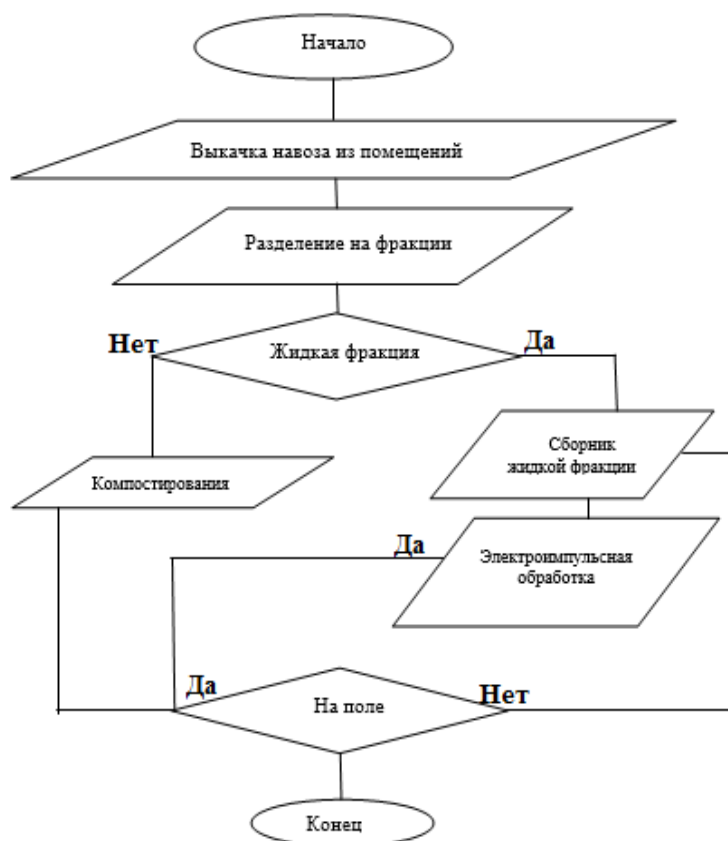 Начало
Выкачка навоза из помещений
Разделение на фракции
Нет
Жидкая фракция
Да
Сборник
жидкой фракции
Компостирования
Да
Электроимпульсная
обработка
Да
На поле
Нет
Конец